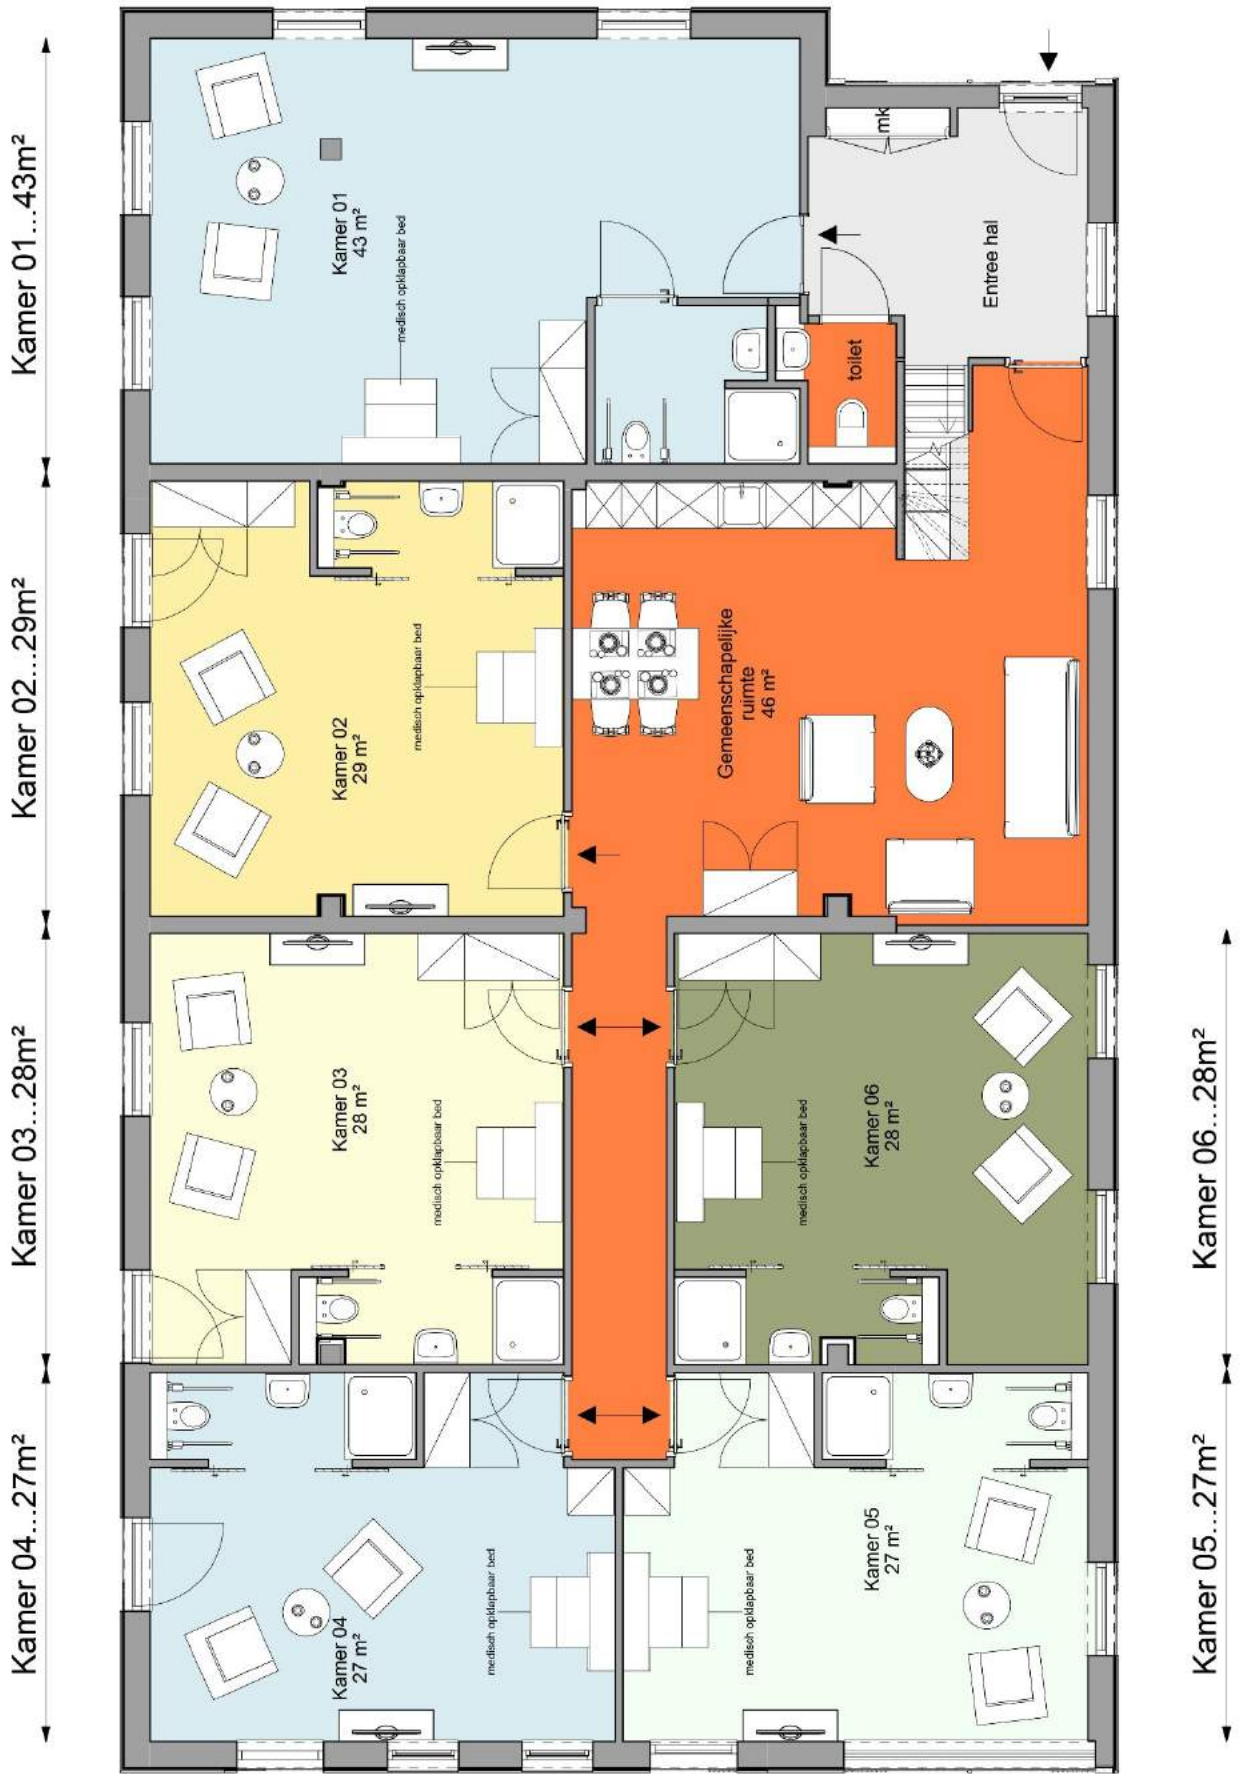 Kamer 01...43m²
Kamer 02...29m²
Kamer 03...28m²
Kamer 04...27m²
mk
Kamer 01
43 m²
medisch opklapbaar bed
Entree hal
toilet
Kamer 02
29 m²
medisch opklapbaar bed
Gemeenschapelijke
ruimte
46 m²
Kamer 03
28 m²
medisch opklapbaar bed
Kamer 06
28 m²
medisch opklapbaar bed
Kamer 04
27 m²
medisch opklapbaar bed
Kamer 05
27 m²
medisch opklapbaar bed
Kamer 06...28m²
Kamer 05...27m²